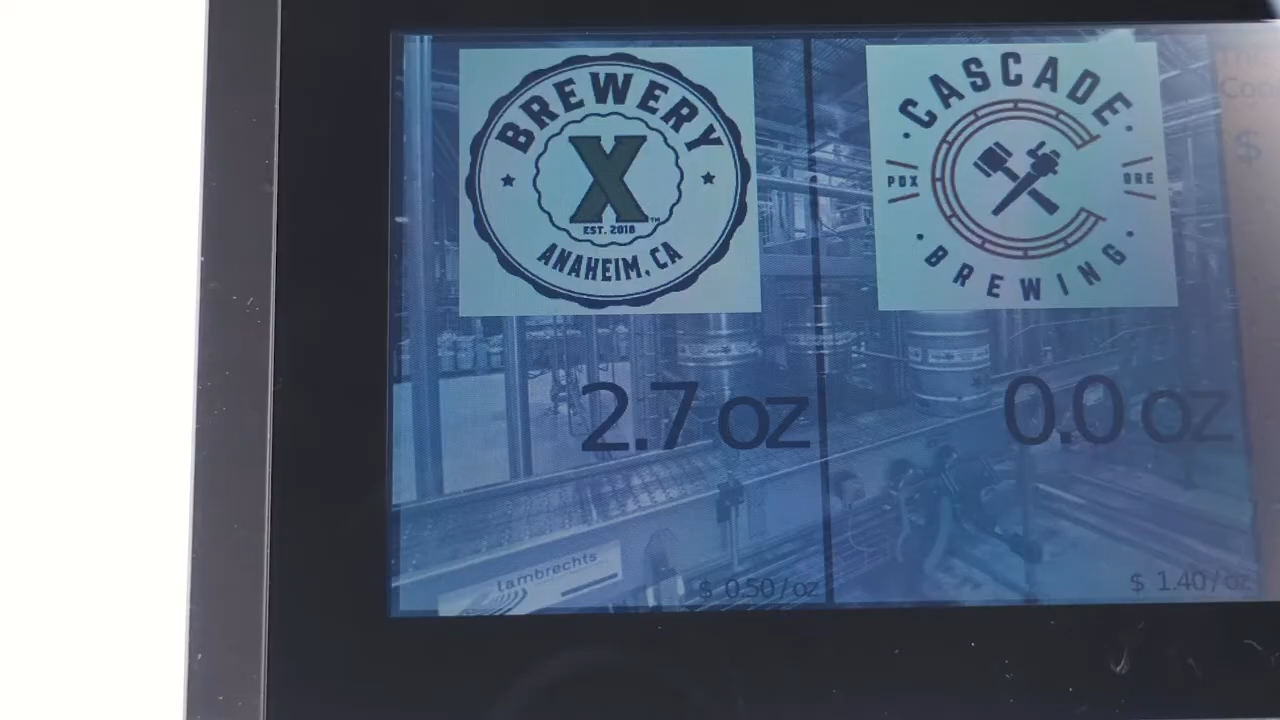 BREWERY
X
TM
EST. 2018
ANAHEIM, CA
2.7 oz
lambrechts
$ 0.50/oz
CASCADE
PDX
ORE
BREWING
0.0 oz
$ 1.40/oz
$